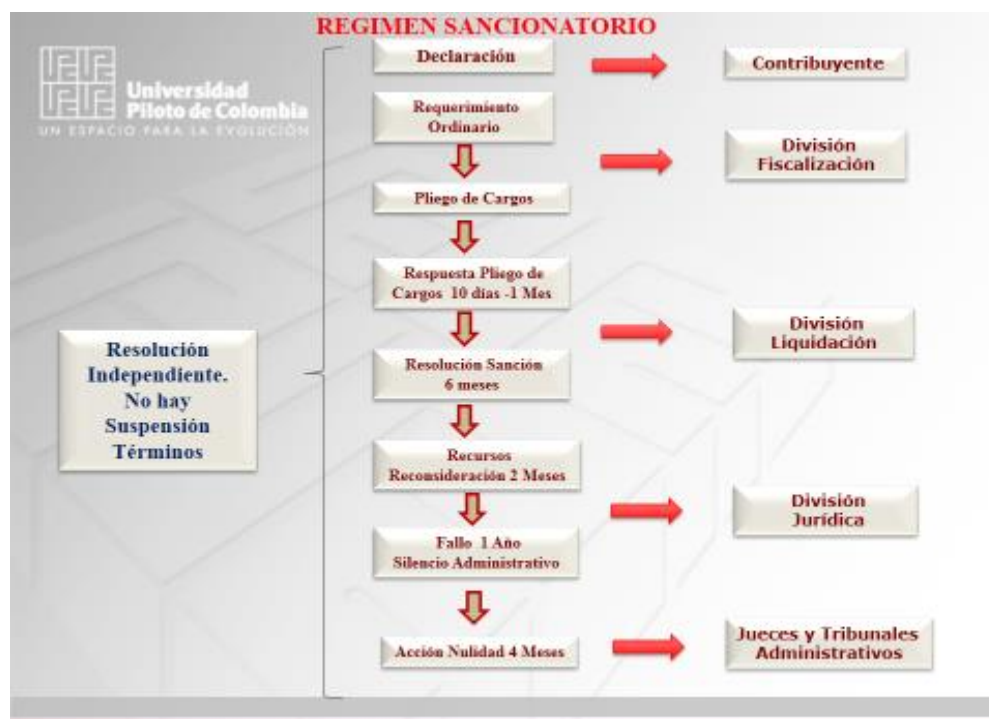 REGIMEN SANCIONATORIO
Universidad
Piloto de Colombia
UN ESPACIO PARA LA EVOLUCIÓN
Declaración
Contribuyente
Requerimiento
Ordinario
División
Fiscalización
Pliego de Cargos
Respuesta Pliego de
Cargos 10 días -1 Mes
División
Liquidación
Resolución
Independiente.
No hay
Suspensión
Términos
Resolución Sanción
6 meses
Recursos
Reconsideración 2 Meses
División
Jurídica
Fallo 1 Año
Silencio Administrativo
Acción Nulidad 4 Meses
Jueces y Tribunales
Administrativos